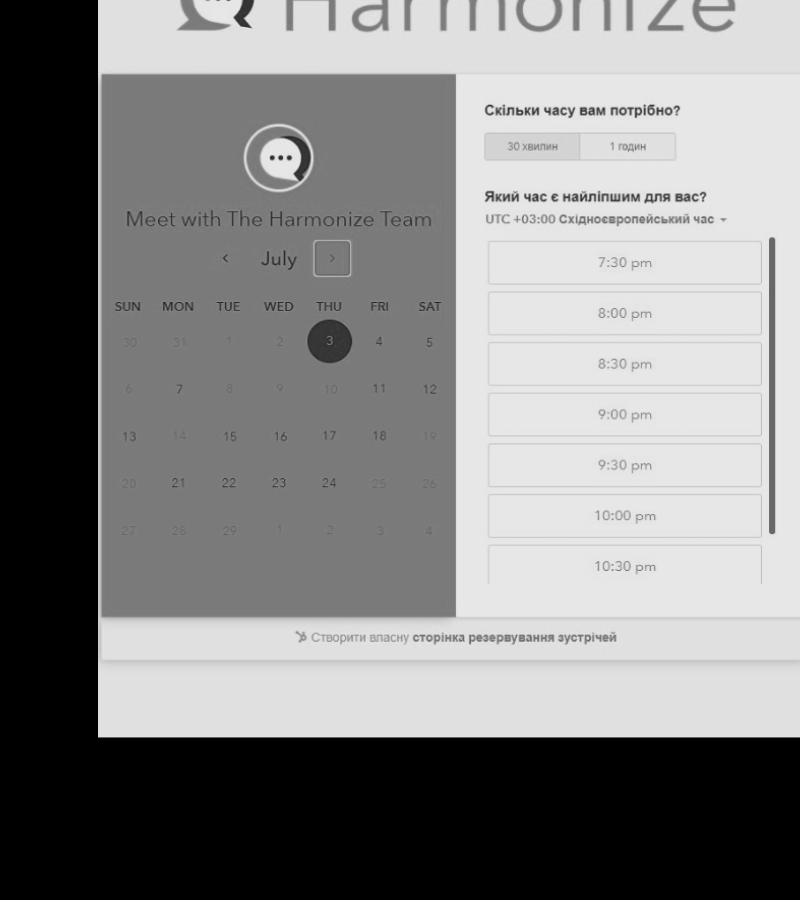 Harmonize
Meet with The Harmonize Team
July
SUN MON TUE WED THU FRI SAT
30 31 1 2 3 4 5
6 7 8 9 10 11 12
13 14 15 16 17 18 19
20 21 22 23 24 25 26
27 28 29 1 2 3 4
Скільки часу вам потрібно?
30 хвилин 1 годин
Який час є найліпшим для вас?
UTC +03:00 Східноєвропейський час
7:30 pm
8:00 pm
8:30 pm
9:00 pm
9:30 pm
10:00 pm
10:30 pm
Створити власну сторінка резервування зустрічей